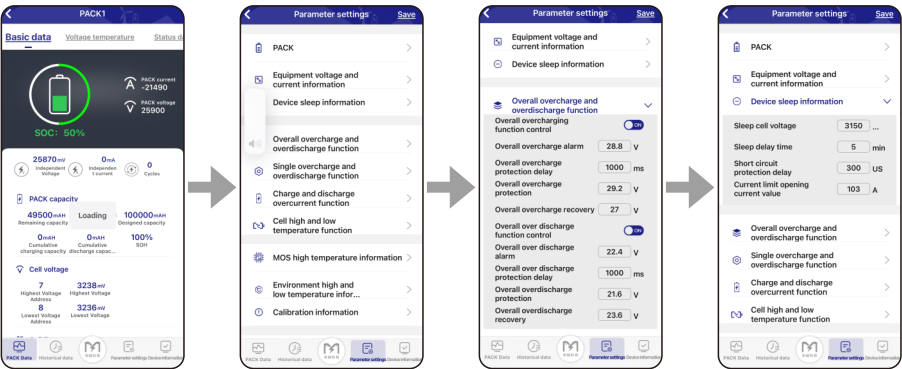 PACK1
Basic data Voltage temperature Status da
PACK current
-21490
PACK voltage
25900
SOC: 50%
25870mV
Independent
Voltage
0mA
Independen
t current
0
Cycles
PACK capacity
49500mAH
Remaining capacity
Loading
100000mAH
Designed capacity
0mAH
Cumulative
charging capacity
0mAH
Cumulative
discharge capac...
100%
SOH
Cell voltage
7
Highest Voltage
Address
3238mV
Highest Voltage
8
Lowest Voltage
Address
3236mV
Lowest Voltage
PACK Data Historical data Parameter settings Device information
Parameter settings Save
PACK
Equipment voltage and
current information
Device sleep information
Overall overcharge and
overdischarge function
Single overcharge and
overdischarge function
Charge and discharge
overcurrent function
Cell high and low
temperature function
MOS high temperature information
Environment high and
low temperature infor...
Calibration information
PACK Data Historical data Parameter settings Device information
Parameter settings Save
Equipment voltage and
current information
Device sleep information
Overall overcharge and
overdischarge function
Overall overcharging
function control ON
Overall overcharge alarm 28.8 V
Overall overcharge
protection delay 1000 ms
Overall overcharge
protection 29.2 V
Overall overcharge recovery 27 V
Overall over discharge
function control ON
Overall over discharge
alarm 22.4 V
Overall over discharge
protection delay 1000 ms
Overall overdischarge
protection 21.6 V
Overall overdischarge
recovery 23.6 V
PACK Data Historical data Parameter settings Device information
Parameter settings Save
PACK
Equipment voltage and
current information
Device sleep information
Sleep cell voltage 3150 ...
Sleep delay time 5 min
Short circuit
protection delay 300 US
Current limit opening
current value 103 A
Overall overcharge and
overdischarge function
Single overcharge and
overdischarge function
Charge and discharge
overcurrent function
Cell high and low
temperature function
PACK Data Historical data Parameter settings Device information